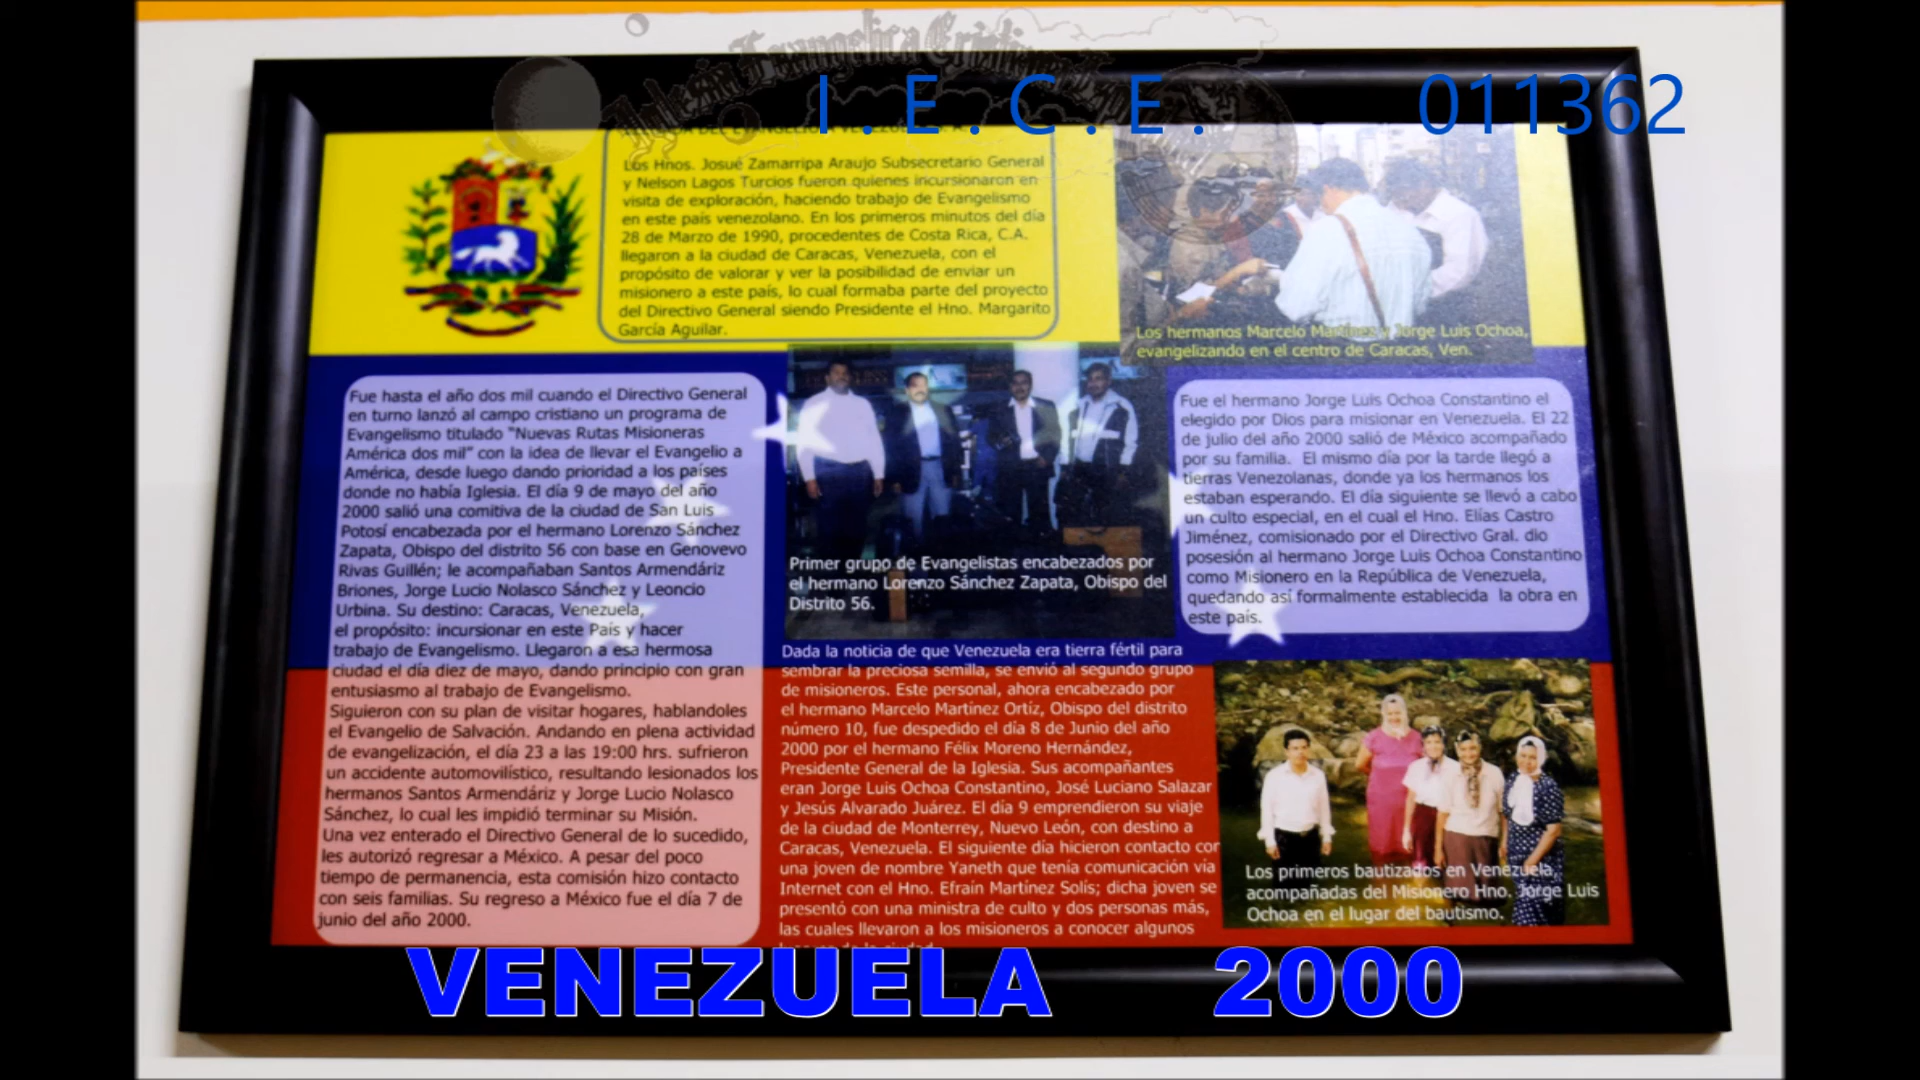 Iglesia Evangelica Cristiana
I. E. C. E. 011362
Los Hnos. Josué Zamarripa Araujo Subsecretario General
y Nelson Lagos Turcios fueron quienes incursionaron en
visita de exploración, haciendo trabajo de Evangelismo
en este país venezolano. En los primeros minutos del día
28 de Marzo de 1990, procedentes de Costa Rica, C.A.
llegaron a la ciudad de Caracas, Venezuela, con el
propósito de valorar y ver la posibilidad de enviar un
misionero a este país, lo cual formaba parte del proyecto
del Directivo General siendo Presidente el Hno. Margarito
García Aguilar.
Los hermanos Marcelo Martínez y Jorge Luis Ochoa,
evangelizando en el centro de Caracas, Ven.
Fue hasta el año dos mil cuando el Directivo General
en turno lanzó al campo cristiano un programa de
Evangelismo titulado "Nuevas Rutas Misioneras
América dos mil" con la idea de llevar el Evangelio a
América, desde luego dando prioridad a los países
donde no había Iglesia. El día 9 de mayo del año
2000 salió una comitiva de la ciudad de San Luis
Potosí encabezada por el hermano Lorenzo Sánchez
Zapata, Obispo del distrito 56 con base en Genovevo
Rivas Guillén; le acompañaban Santos Armendáriz
Briones, Jorge Lucio Nolasco Sánchez y Leoncio
Urbina. Su destino: Caracas, Venezuela,
el propósito: incursionar en este País y hacer
trabajo de Evangelismo. Llegaron a esa hermosa
ciudad el día diez de mayo, dando principio con gran
entusiasmo al trabajo de Evangelismo.
Siguieron con su plan de visitar hogares, hablandoles
el Evangelio de Salvación. Andando en plena actividad
de evangelización, el día 23 a las 19:00 hrs. sufrieron
un accidente automovilístico, resultando lesionados los
hermanos Santos Armendáriz y Jorge Lucio Nolasco
Sánchez, lo cual les impidió terminar su Misión.
Una vez enterado el Directivo General de lo sucedido,
les autorizó regresar a México. A pesar del poco
tiempo de permanencia, esta comisión hizo contacto
con seis familias. Su regreso a México fue el día 7 de
junio del año 2000.
Primer grupo de Evangelistas encabezados por
el hermano Lorenzo Sánchez Zapata, Obispo del
Distrito 56.
Dada la noticia de que Venezuela era tierra fértil para
sembrar la preciosa semilla, se envió al segundo grupo
de misioneros. Este personal, ahora encabezado por
el hermano Marcelo Martínez Ortíz, Obispo del distrito
número 10, fue despedido el día 8 de Junio del año
2000 por el hermano Félix Moreno Hernández,
Presidente General de la Iglesia. Sus acompañantes
eran Jorge Luis Ochoa Constantino, José Luciano Salazar
y Jesús Alvarado Juárez. El día 9 emprendieron su viaje
de la ciudad de Monterrey, Nuevo León, con destino a
Caracas, Venezuela. El siguiente día hicieron contacto con
una joven de nombre Yaneth que tenía comunicación vía
Internet con el Hno. Efraín Martínez Solís; dicha joven se
presentó con una ministra de culto y dos personas más,
las cuales llevaron a los misioneros a conocer algunos
Fue el hermano Jorge Luis Ochoa Constantino el
elegido por Dios para misionar en Venezuela. El 22
de julio del año 2000 salió de México acompañado
por su familia. El mismo día por la tarde llegó a
tierras Venezolanas, donde ya los hermanos los
estaban esperando. El día siguiente se llevó a cabo
un culto especial, en el cual el Hno. Elías Castro
Jiménez, comisionado por el Directivo Gral. dio
posesión al hermano Jorge Luis Ochoa Constantino
como Misionero en la República de Venezuela,
quedando así formalmente establecida la obra en
este país.
Los primeros bautizados en Venezuela,
acompañadas del Misionero Hno. Jorge Luis
Ochoa en el lugar del bautismo.
VENEZUELA 2000